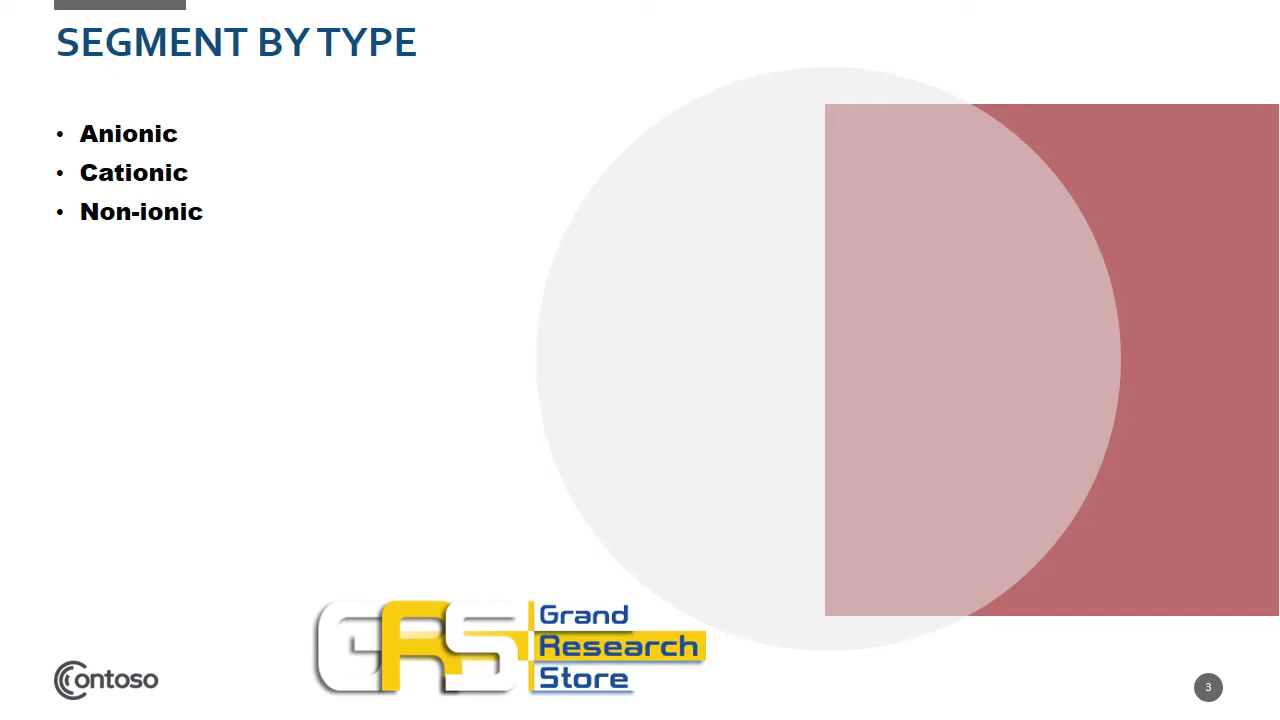 SEGMENT BY TYPE
• Anionic
• Cationic
• Non-ionic
GRS
Grand
Research
Store
Contoso
3